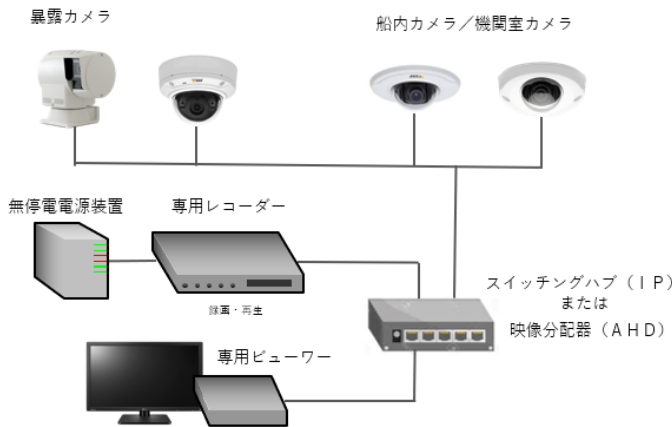 暴露カメラ
船内カメラ／機関室カメラ
無停電電源装置
専用レコーダー
録画・再生
スイッチングハブ（ＩＰ）
または
映像分配器（ＡＨＤ）
専用ビューワー